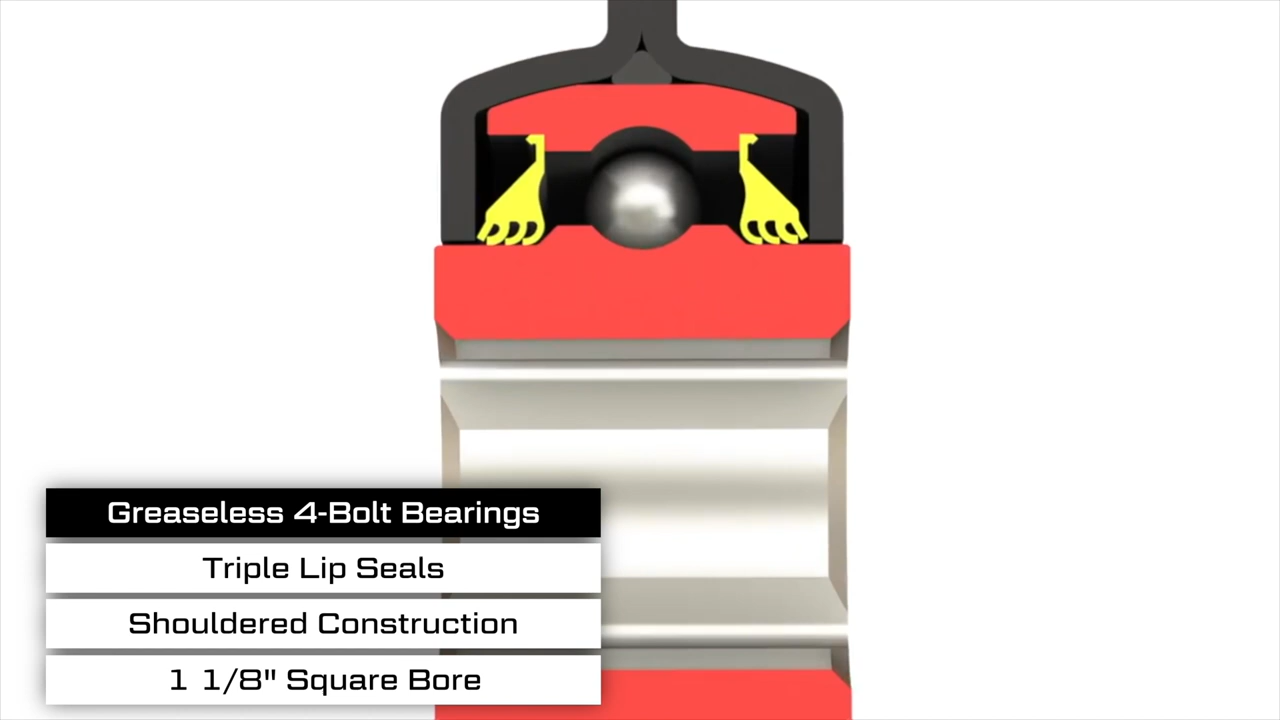 Greaseless 4-Bolt Bearings
Triple Lip Seals
Shouldered Construction
1 1/8" Square Bore